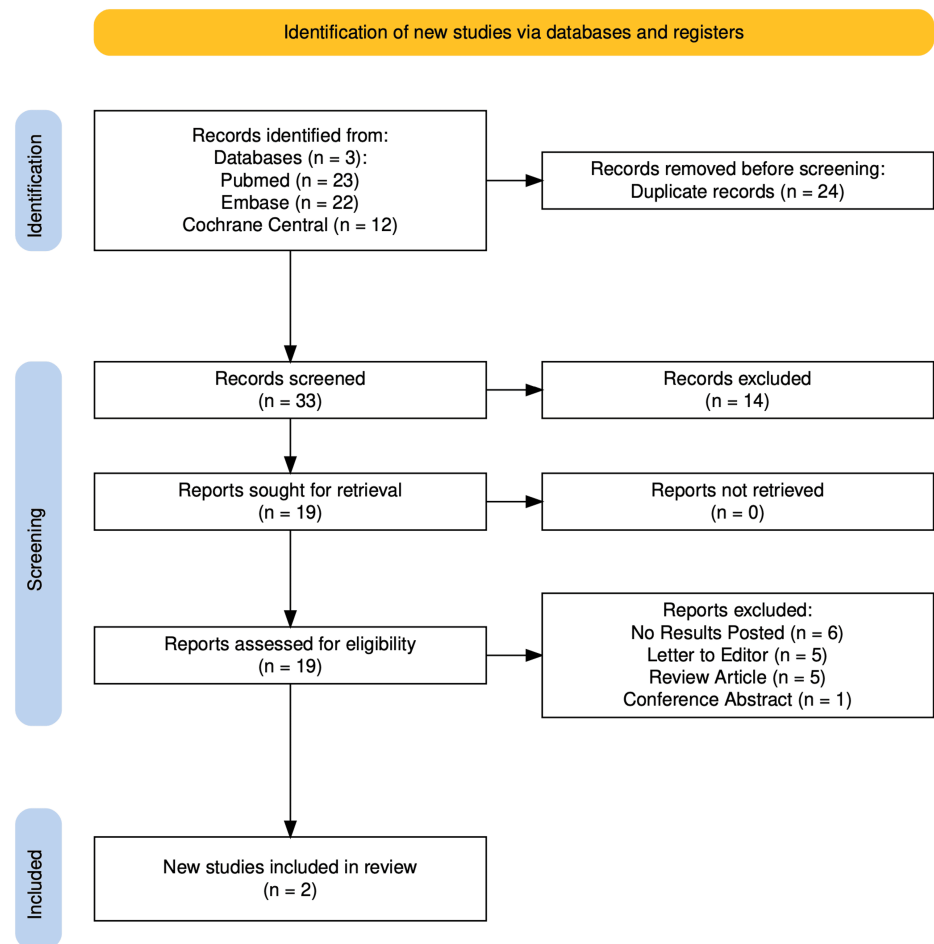 Identification of new studies via databases and registers
Identification
Records identified from:
Databases (n = 3):
Pubmed (n = 23)
Embase (n = 22)
Cochrane Central (n = 12)
Records removed before screening:
Duplicate records (n = 24)
Screening
Records screened
(n = 33)
Records excluded
(n = 14)
Reports sought for retrieval
(n = 19)
Reports not retrieved
(n = 0)
Reports assessed for eligibility
(n = 19)
Reports excluded:
No Results Posted (n = 6)
Letter to Editor (n = 5)
Review Article (n = 5)
Conference Abstract (n = 1)
Included
New studies included in review
(n = 2)